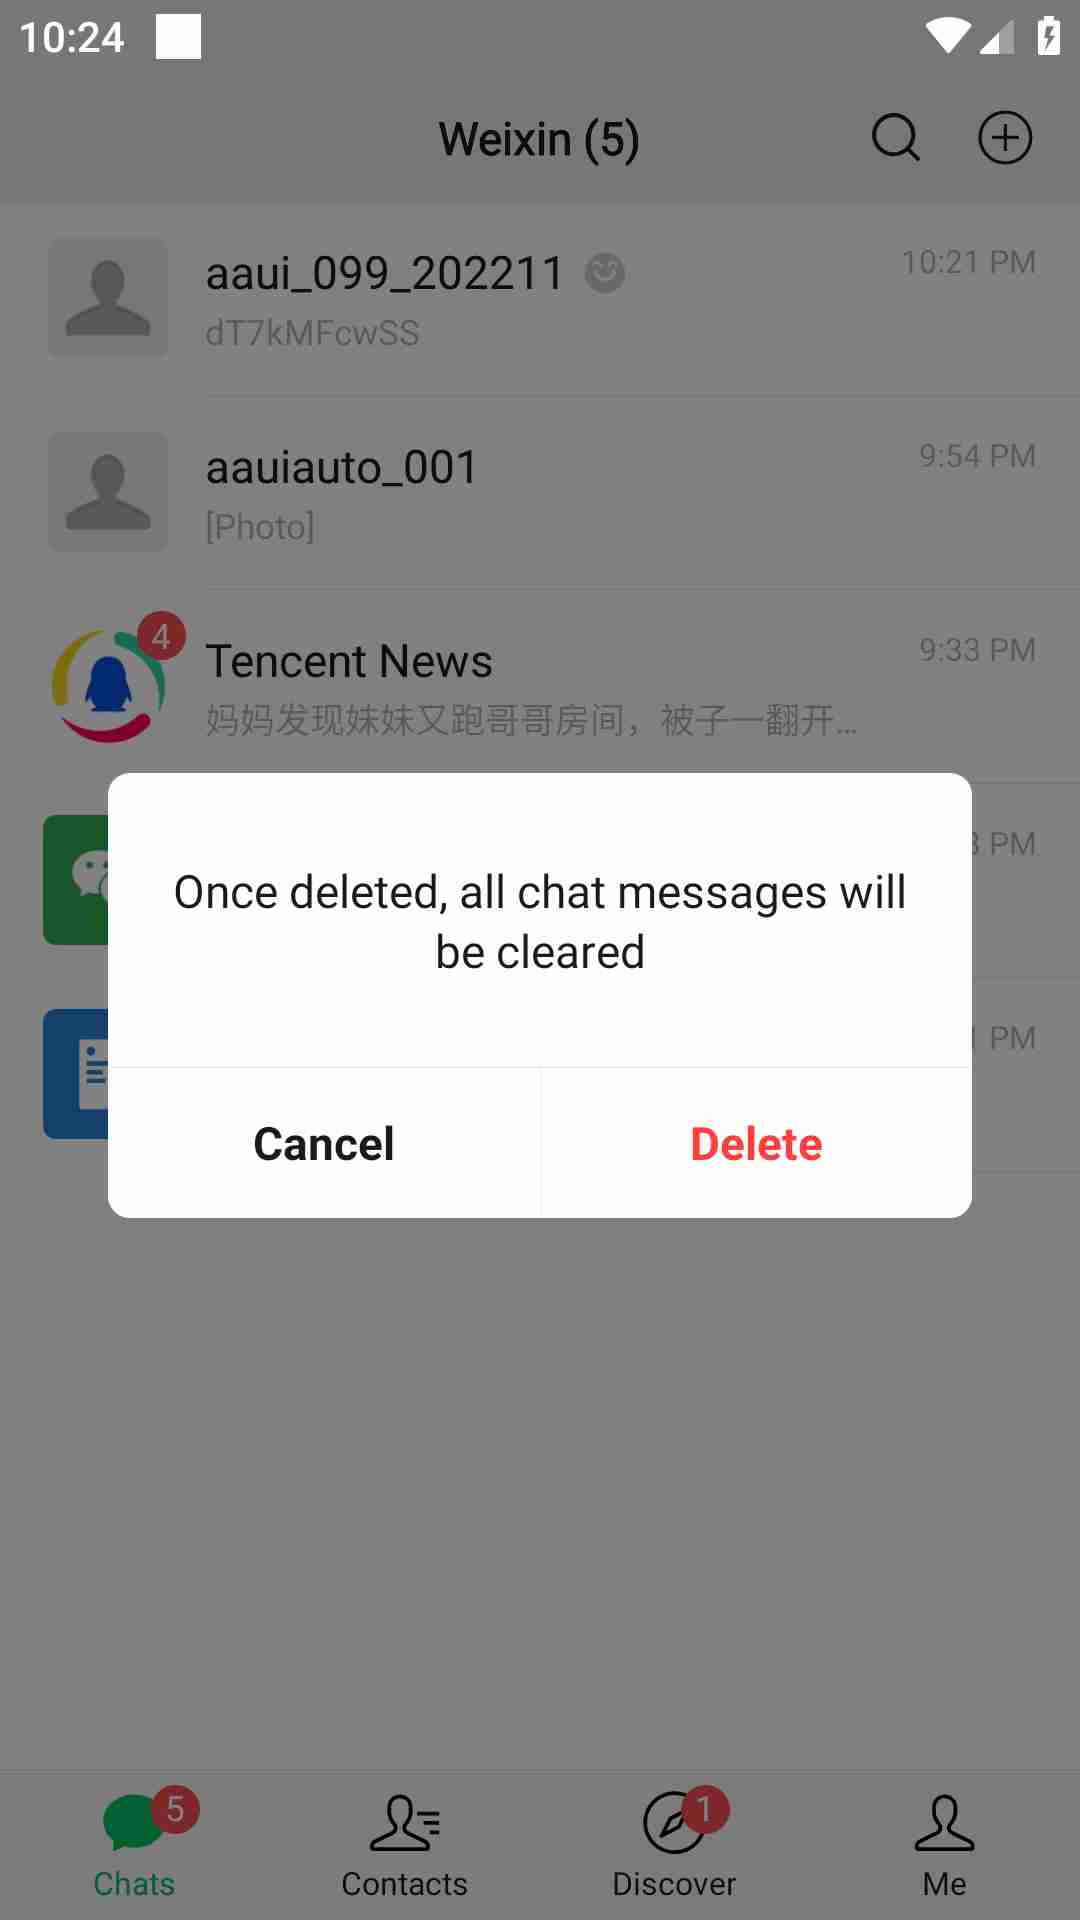 10:24
Weixin (5)
aaui_099_202211
10:21 PM
dT7kMFcwSS
aauiauto_001
9:54 PM
[Photo]
4
Tencent News
9:33 PM
妈妈发现妹妹又跑哥哥房间，被子一翻开...
PM
PM
Once deleted, all chat messages will
be cleared
Cancel
Delete
5
1
Chats
Contacts
Discover
Me